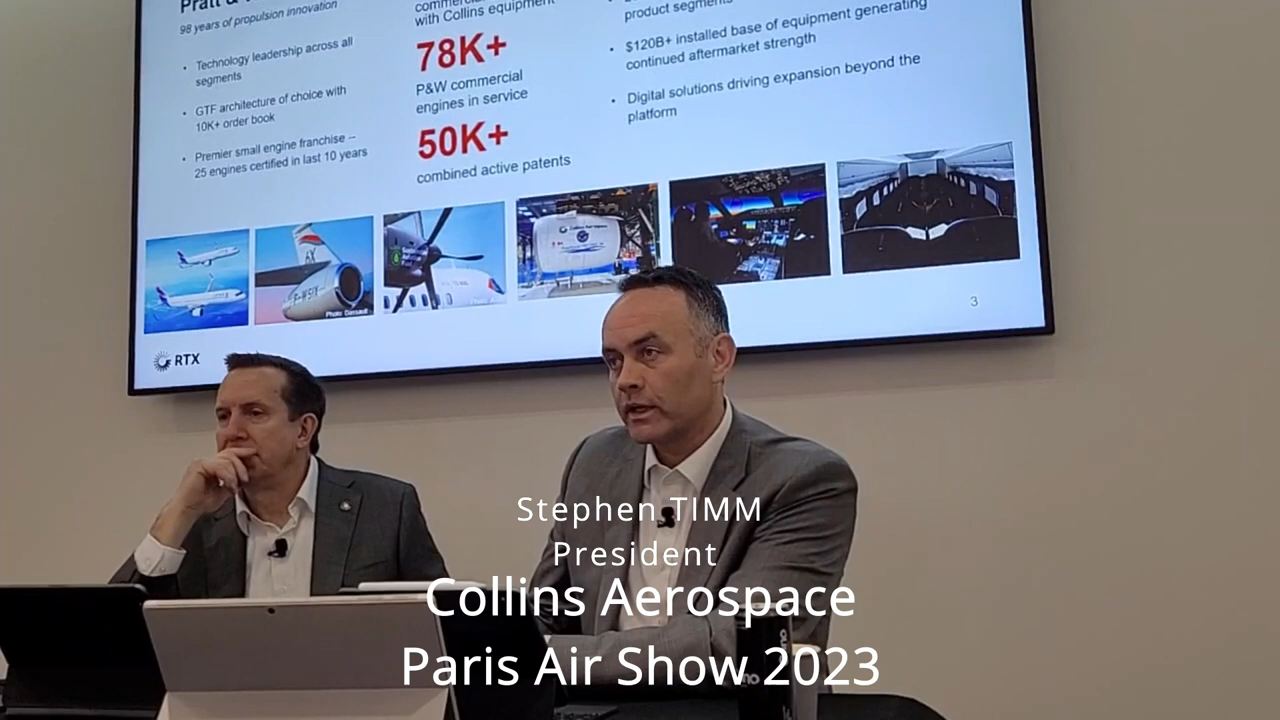 Pratt &
98 years of propulsion innovation
• Technology leadership across all
segments
• GTF architecture of choice with
10K+ order book
• Premier small engine franchise –
25 engines certified in last 10 years
with Collins equipment
78K+
P&W commercial
engines in service
50K+
combined active patents
product segments
• $120B+ installed base of equipment generating
continued aftermarket strength
• Digital solutions driving expansion beyond the
platform
Photo: Dassault
3
RTX
Stephen TIMM
President
Collins Aerospace
Paris Air Show 2023